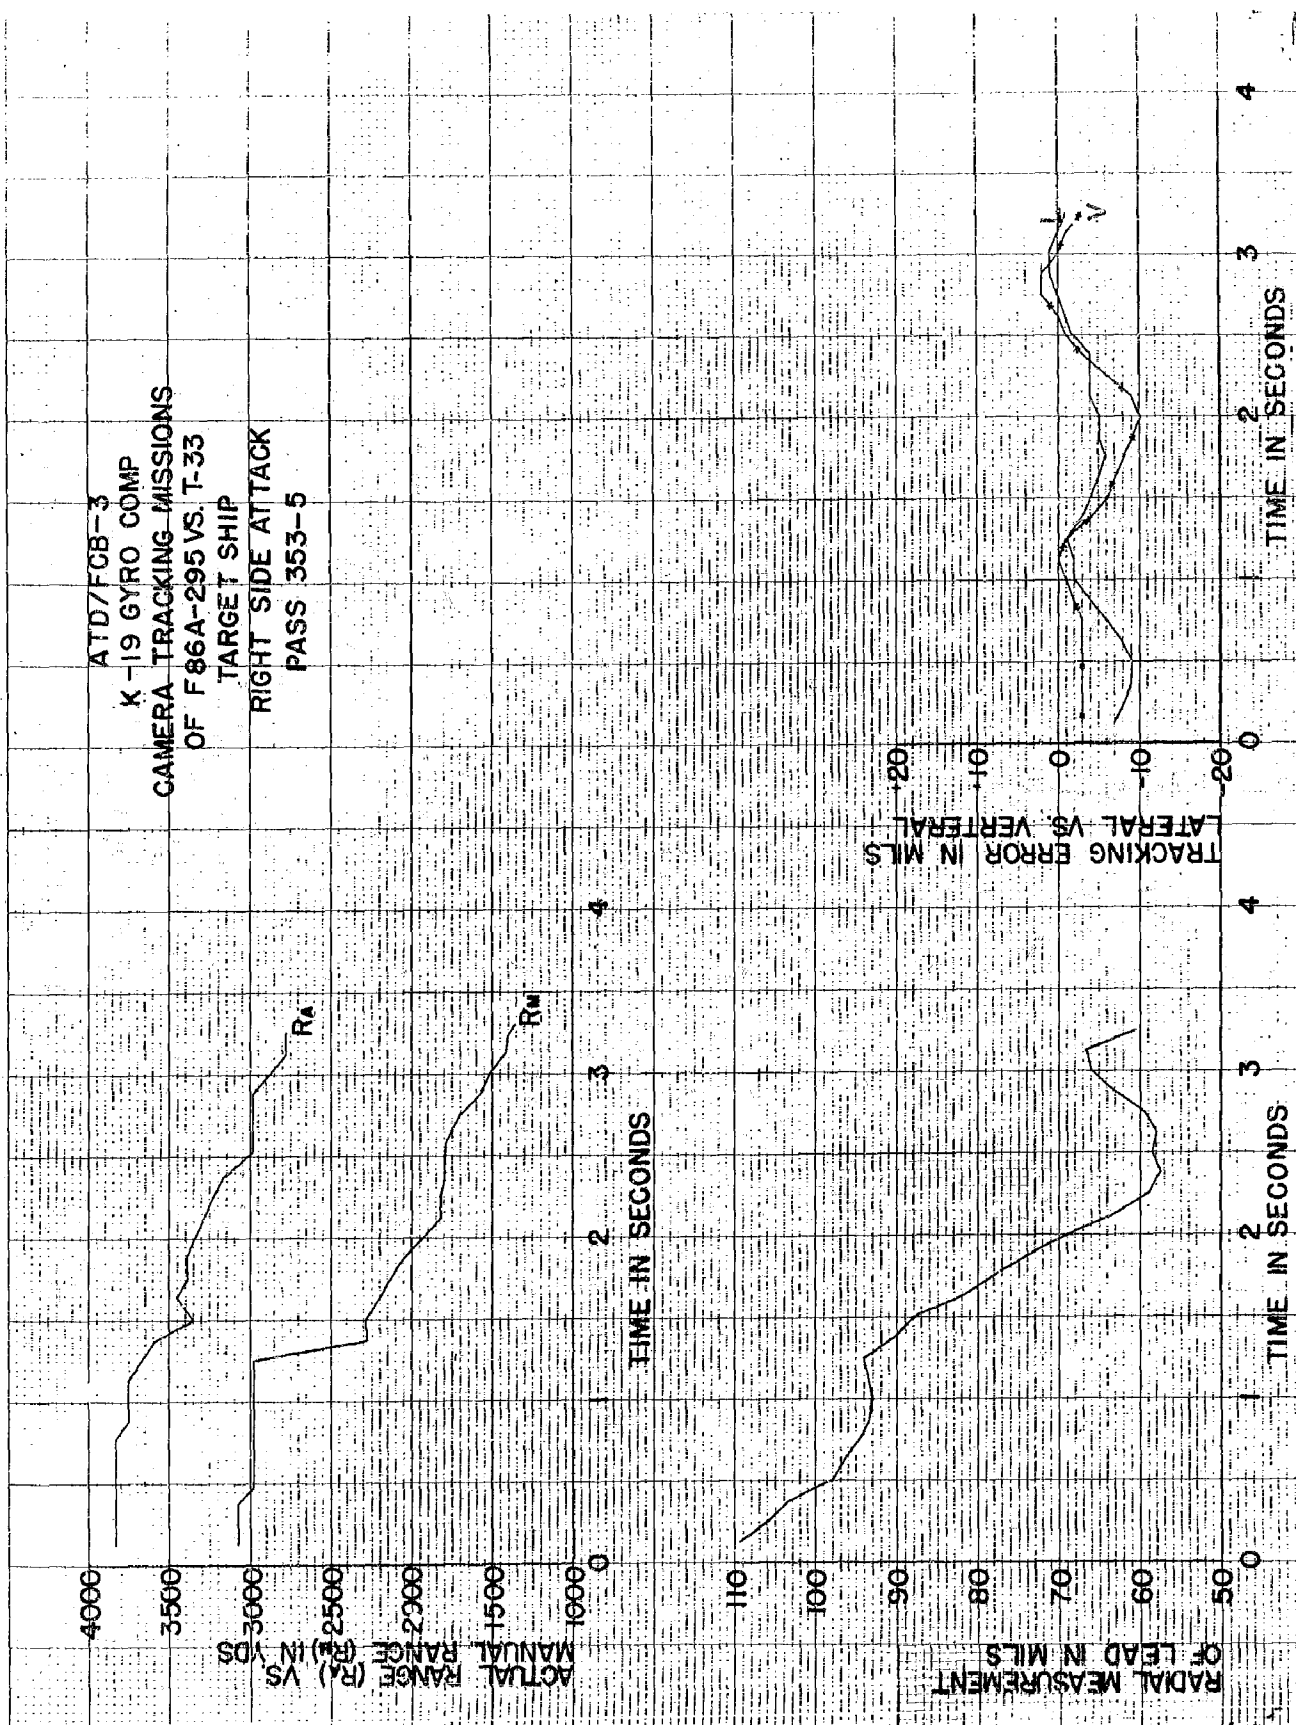 ATD/FCB-3
K-19 GYRO COMP
CAMERA TRACKING MISSIONS
OF F86A-295 VS. T-33
TARGET SHIP
RIGHT SIDE ATTACK
PASS 353-5
ACTUAL RANGE (RA) VS.
MANUAL RANGE (RM) IN YDS
4000
3500
3000
2500
2000
1500
1000
RA
RM
0 1 2 3 4
TIME IN SECONDS
RADIAL MEASUREMENT
OF LEAD IN MILS
110
100
90
80
70
60
50
0 1 2 3 4
TIME IN SECONDS
TRACKING ERROR IN MILS
LATERAL VS. VERTERAL
+20
+10
0
-10
-20
L
V
0 1 2 3 4
TIME IN SECONDS